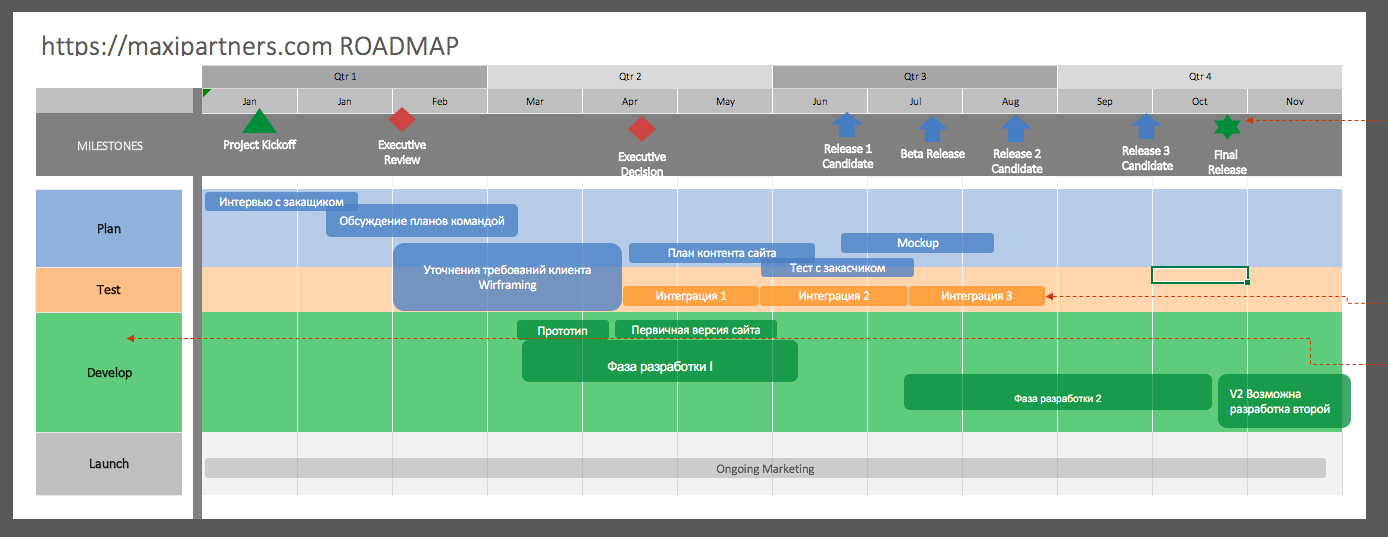 https://maxipartners.com ROADMAP
Qtr 1
Qtr 2
Qtr 3
Qtr 4
Jan
Jan
Feb
Mar
Apr
May
Jun
Jul
Aug
Sep
Oct
Nov
MILESTONES
Project Kickoff
Executive
Review
Executive
Decision
Release 1
Candidate
Beta Release
Release 2
Candidate
Release 3
Candidate
Final
Release
Plan
Интервью с закащиком
Обсуждение планов командой
Уточнения требований клиента
Wirframing
План контента сайта
Mockup
Тест с закасчиком
Test
Интеграция 1
Интеграция 2
Интеграция 3
Develop
Прототип
Первичная версия сайта
Фаза разработки I
Фаза разработки 2
V2 Возможна
разработка второй
Launch
Ongoing Marketing